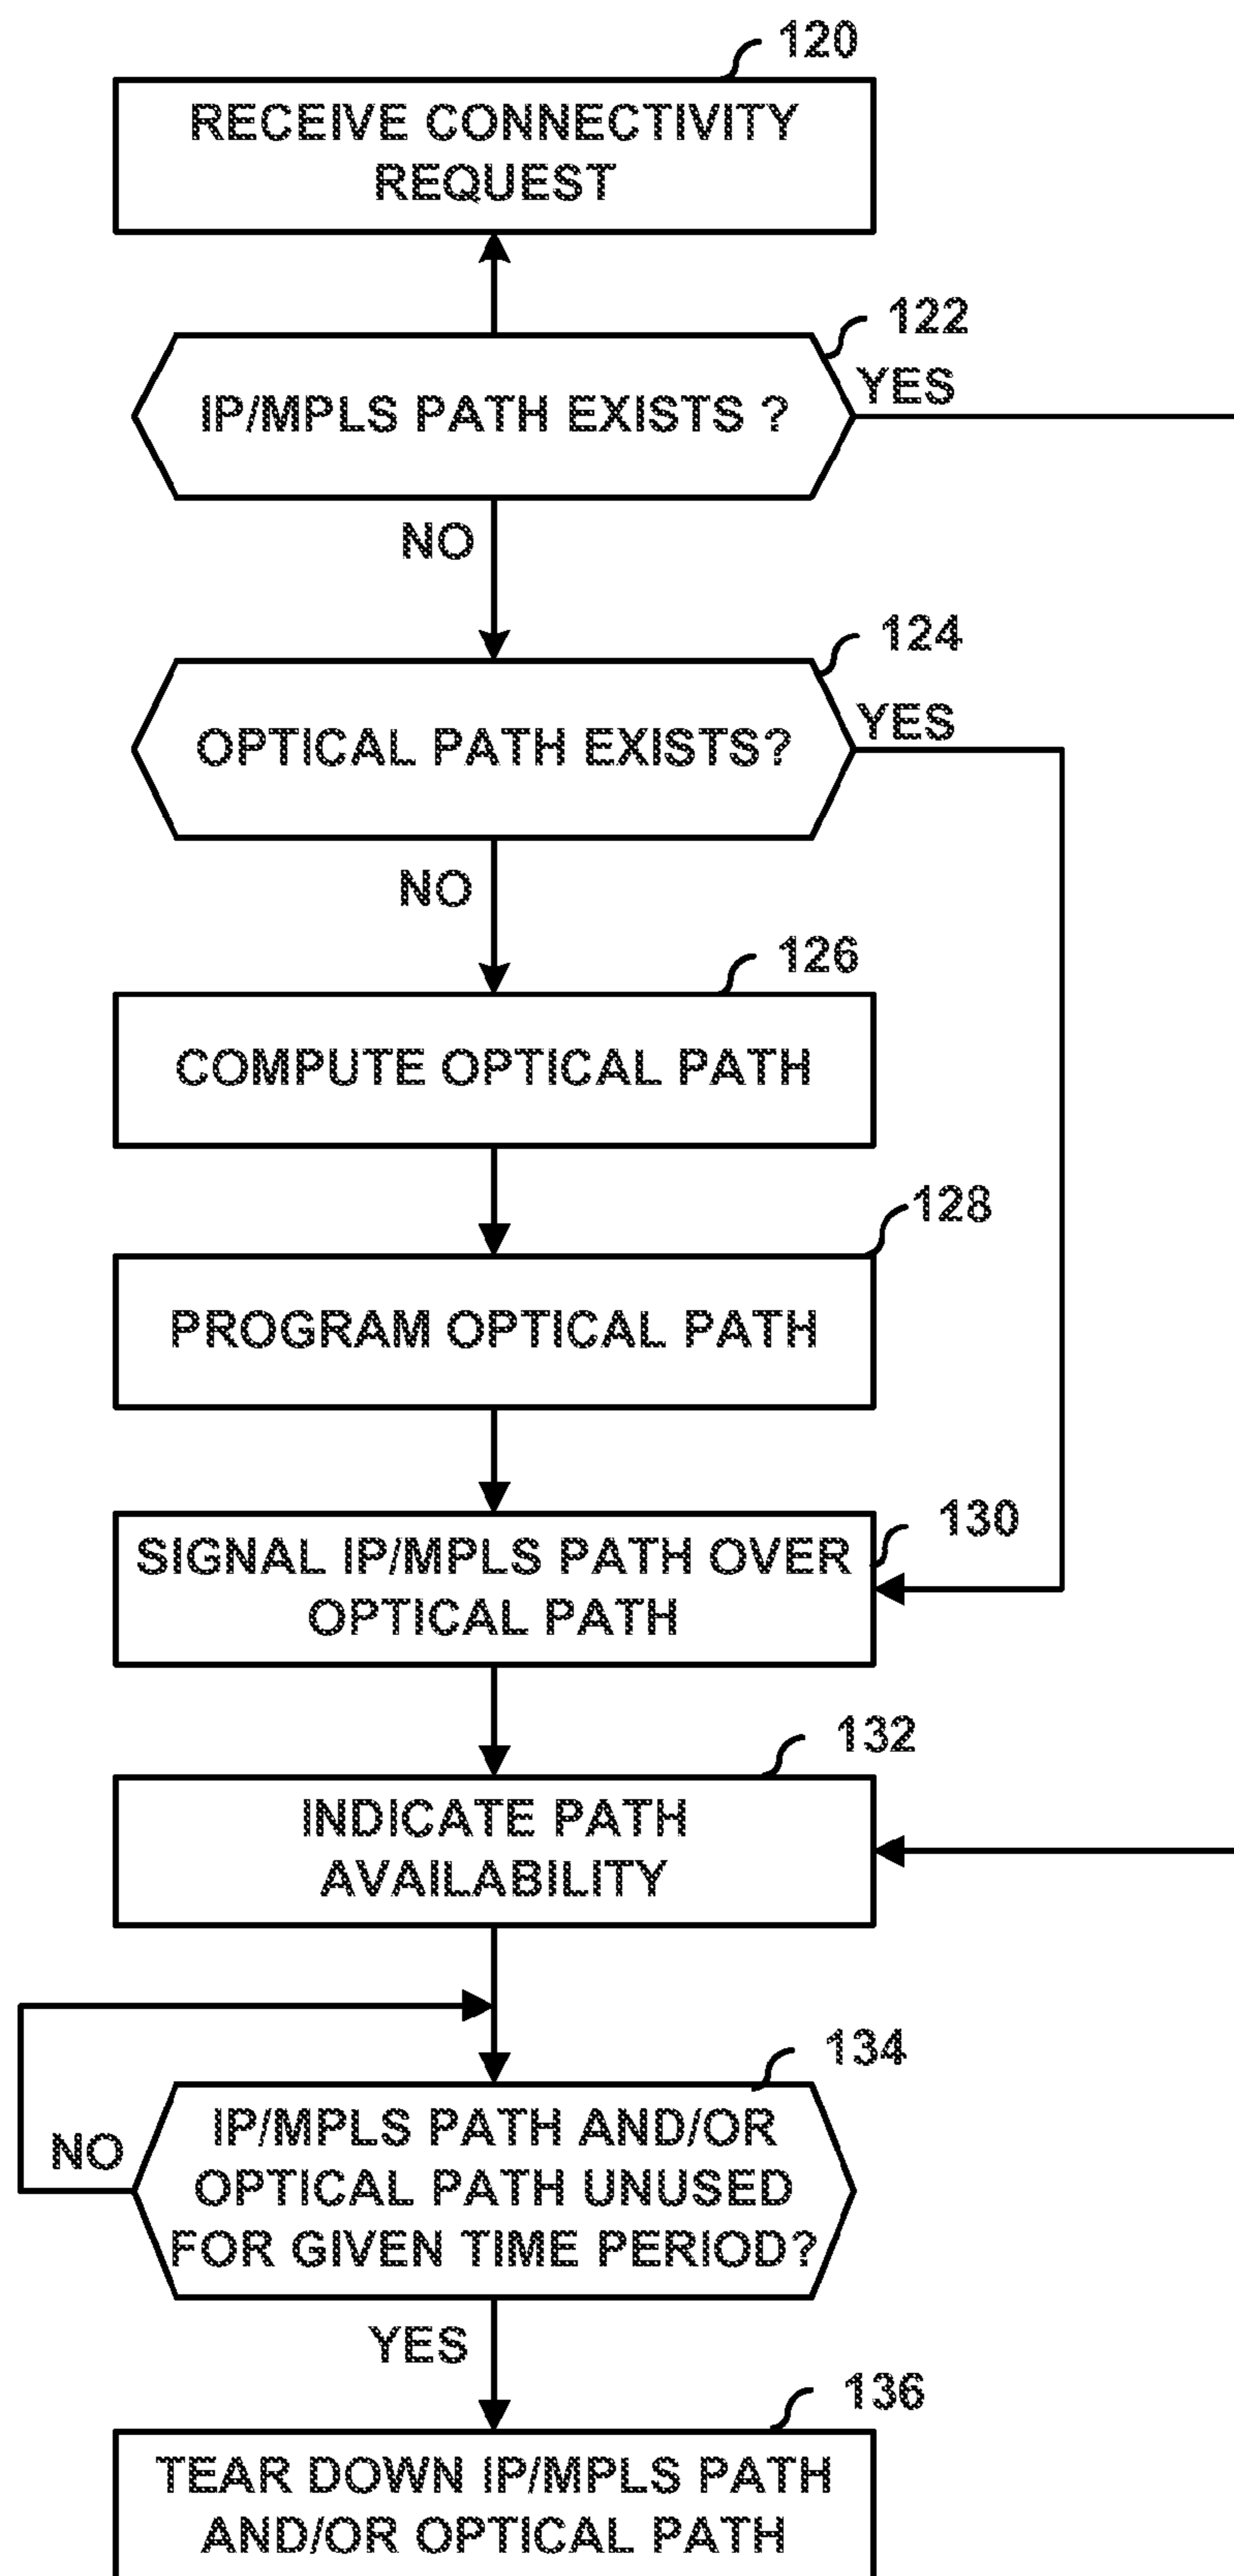 120
RECEIVE CONNECTIVITY
REQUEST
122
IP/MPLS PATH EXISTS ?
YES
NO
124
OPTICAL PATH EXISTS?
YES
NO
126
COMPUTE OPTICAL PATH
128
PROGRAM OPTICAL PATH
130
SIGNAL IP/MPLS PATH OVER
OPTICAL PATH
132
INDICATE PATH
AVAILABILITY
134
IP/MPLS PATH AND/OR
OPTICAL PATH UNUSED
FOR GIVEN TIME PERIOD?
NO
YES
136
TEAR DOWN IP/MPLS PATH
AND/OR OPTICAL PATH